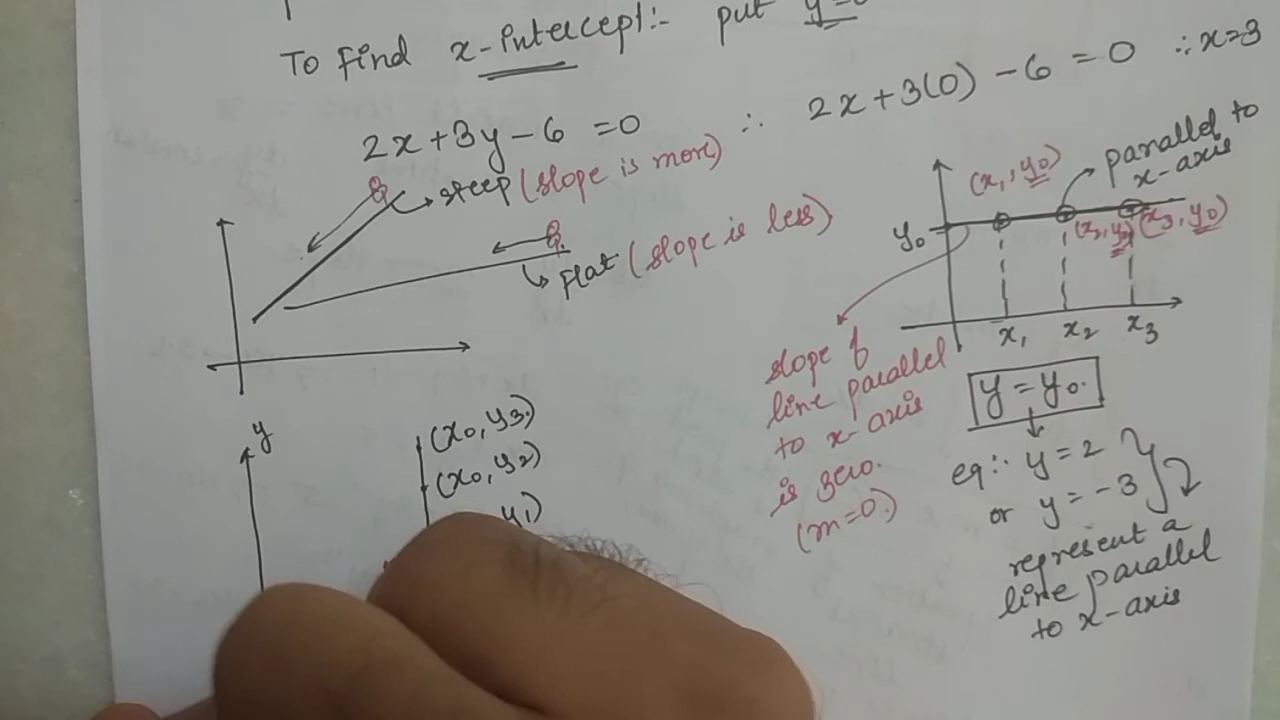 To Find x-intercept:- put y=0
2x+3y-6 =0 ∴ 2x+3(0)-6=0 ∴x=3
steep (slope is more)
Flat (slope is less)
(x₁,y₀)
parallel to
x-axis
y₀
(x₂,y₀) (x₃,y₀)
x₁ x₂ x₃
slope of
line parallel
to x-axis
is zero.
(m=0)
y=y₀.
eq:. y=2
or y=-3
represent a
line parallel
to x-axis
y
(x₀,y₃)
(x₀,y₂)
y₁)